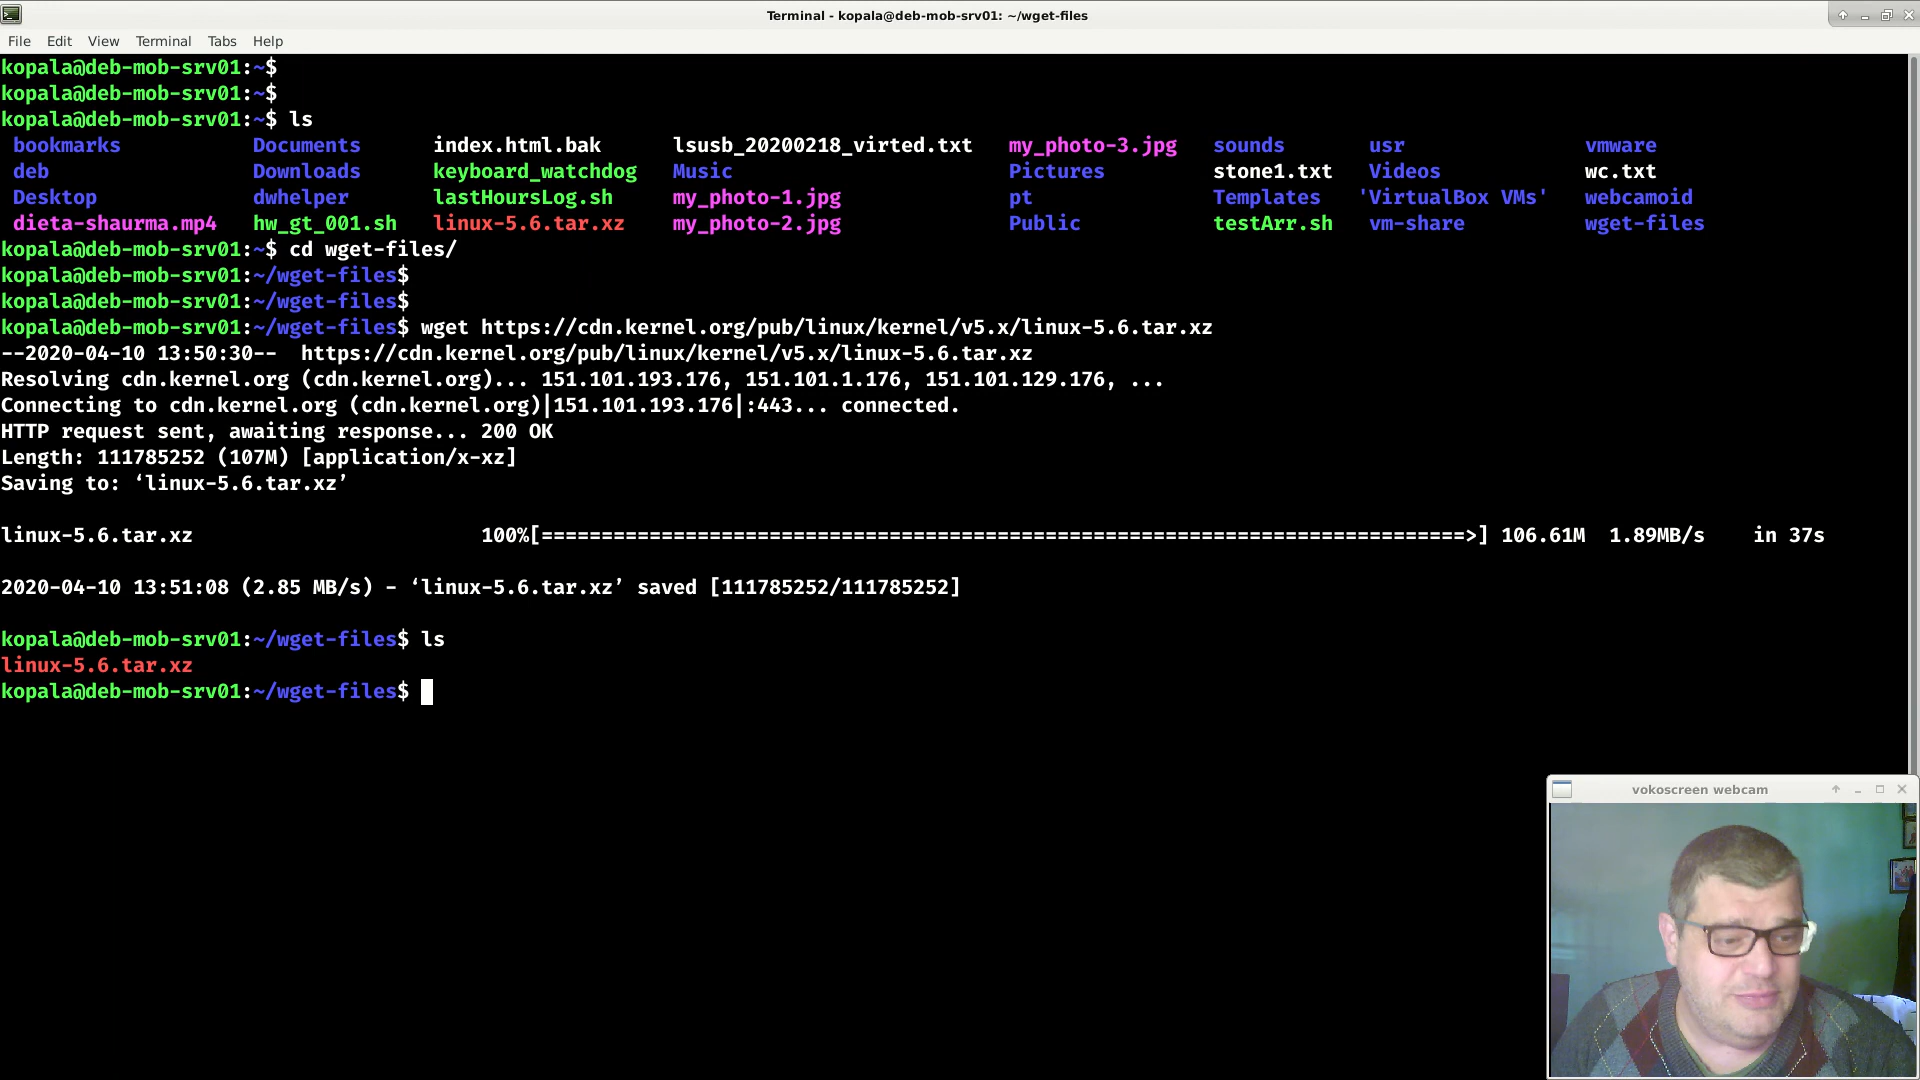 Terminal - kopala@deb-mob-srv01: ~/wget-files
File Edit View Terminal Tabs Help
kopala@deb-mob-srv01:~$
kopala@deb-mob-srv01:~$
kopala@deb-mob-srv01:~$ ls
bookmarks Documents index.html.bak lsusb_20200218_virted.txt my_photo-3.jpg sounds usr vmware
deb Downloads keyboard_watchdog Music Pictures stone1.txt Videos wc.txt
Desktop dwhelper lastHoursLog.sh my_photo-1.jpg pt Templates 'VirtualBox VMs' webcamoid
dieta-shaurma.mp4 hw_gt_001.sh linux-5.6.tar.xz my_photo-2.jpg Public testArr.sh vm-share wget-files
kopala@deb-mob-srv01:~$ cd wget-files/
kopala@deb-mob-srv01:~/wget-files$
kopala@deb-mob-srv01:~/wget-files$
kopala@deb-mob-srv01:~/wget-files$ wget https://cdn.kernel.org/pub/linux/kernel/v5.x/linux-5.6.tar.xz
--2020-04-10 13:50:30-- https://cdn.kernel.org/pub/linux/kernel/v5.x/linux-5.6.tar.xz
Resolving cdn.kernel.org (cdn.kernel.org)... 151.101.193.176, 151.101.1.176, 151.101.129.176, ...
Connecting to cdn.kernel.org (cdn.kernel.org)|151.101.193.176|:443... connected.
HTTP request sent, awaiting response... 200 OK
Length: 111785252 (107M) [application/x-xz]
Saving to: ‘linux-5.6.tar.xz’
linux-5.6.tar.xz 100%[=============================================================================>] 106.61M 1.89MB/s in 37s
2020-04-10 13:51:08 (2.85 MB/s) - ‘linux-5.6.tar.xz’ saved [111785252/111785252]
kopala@deb-mob-srv01:~/wget-files$ ls
linux-5.6.tar.xz
kopala@deb-mob-srv01:~/wget-files$
vokoscreen webcam